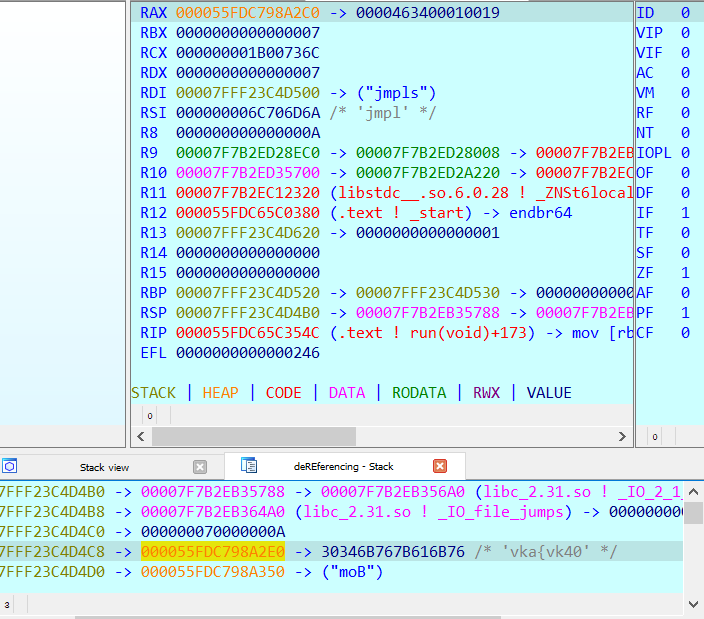 RAX 000055FDC798A2C0 -> 0000463400010019
RBX 0000000000000007
RCX 000000001B00736C
RDX 0000000000000007
RDI 00007FFF23C4D500 -> ("jmpls")
RSI 000000006C706D6A /* 'jmpl' */
R8 000000000000000A
R9 00007F7B2ED28EC0 -> 00007F7B2ED28008 -> 00007F7B2EB
R10 00007F7B2ED35700 -> 00007F7B2ED2A220 -> 00007F7B2EC
R11 00007F7B2EC12320 (libstdc__.so.6.0.28 ! _ZNSt6local
R12 000055FDC65C0380 (.text ! _start) -> endbr64
R13 00007FFF23C4D620 -> 0000000000000001
R14 0000000000000000
R15 0000000000000000
RBP 00007FFF23C4D520 -> 00007FFF23C4D530 -> 00000000000
RSP 00007FFF23C4D4B0 -> 00007F7B2EB35788 -> 00007F7B2EB
RIP 000055FDC65C354C (.text ! run(void)+173) -> mov [rb
EFL 0000000000000246
STACK | HEAP | CODE | DATA | RODATA | RWX | VALUE
0
ID 0
VIP 0
VIF 0
AC 0
VM 0
RF 0
NT 0
IOPL 0
OF 0
DF 0
IF 1
TF 0
SF 0
ZF 1
AF 0
PF 1
CF 0
0
Stack view
deREferencing - Stack
7FFF23C4D4B0 -> 00007F7B2EB35788 -> 00007F7B2EB356A0 (libc_2.31.so ! _IO_2_1_
7FFF23C4D4B8 -> 00007F7B2EB364A0 (libc_2.31.so ! _IO_file_jumps) -> 000000000
7FFF23C4D4C0 -> 000000070000000A
7FFF23C4D4C8 -> 000055FDC798A2E0 -> 30346B767B616B76 /* 'vka{vk40' */
7FFF23C4D4D0 -> 000055FDC798A350 -> ("moB")
3